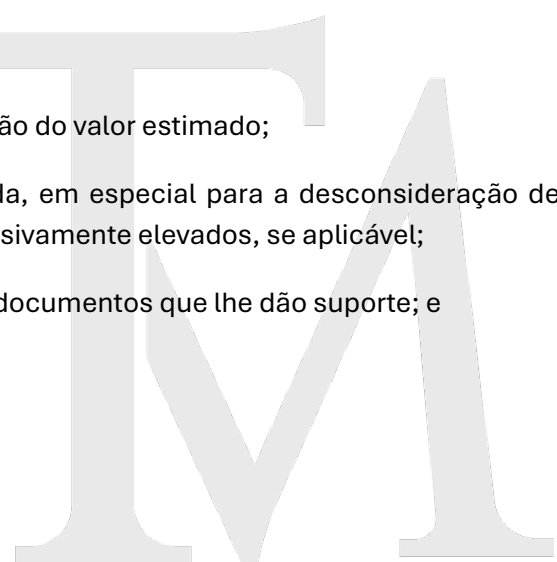 ão do valor estimado;
da, em especial para a desconsideração de
sivamente elevados, se aplicável;
documentos que lhe dão suporte; e
TM